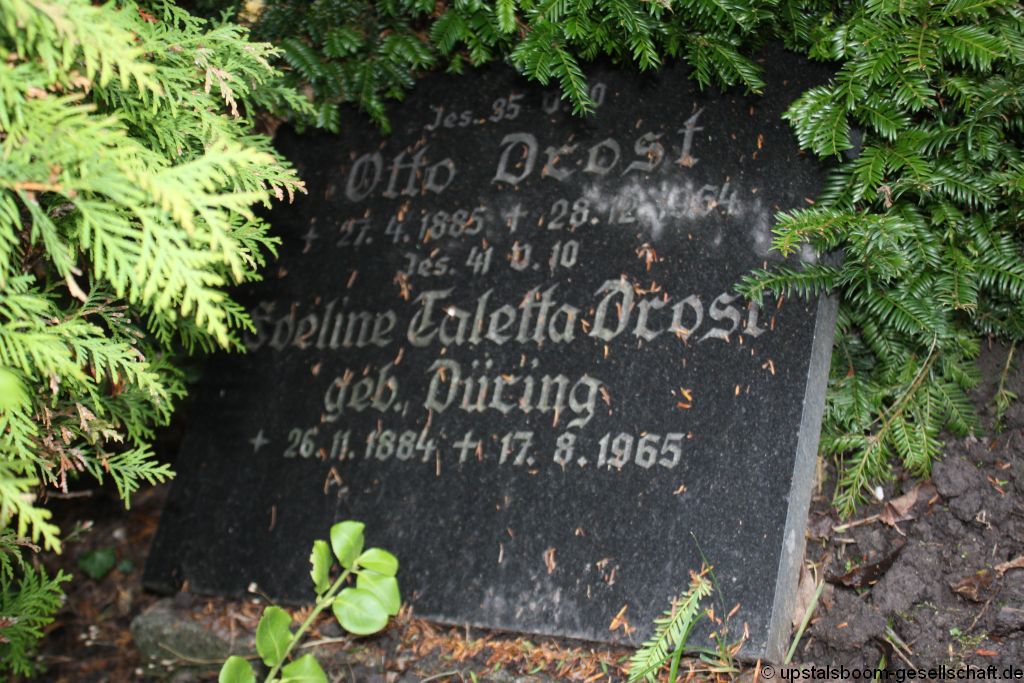 Jes. 35 V. 10
Otto Drost
+ 27. 4. 1885 + 28. 12. 1964
Jes. 41 V. 10
Taletta Drost
geb. Düring
+ 26. 11. 1884 + 17. 8. 1965
© upstalsboom-gesellschaft.de